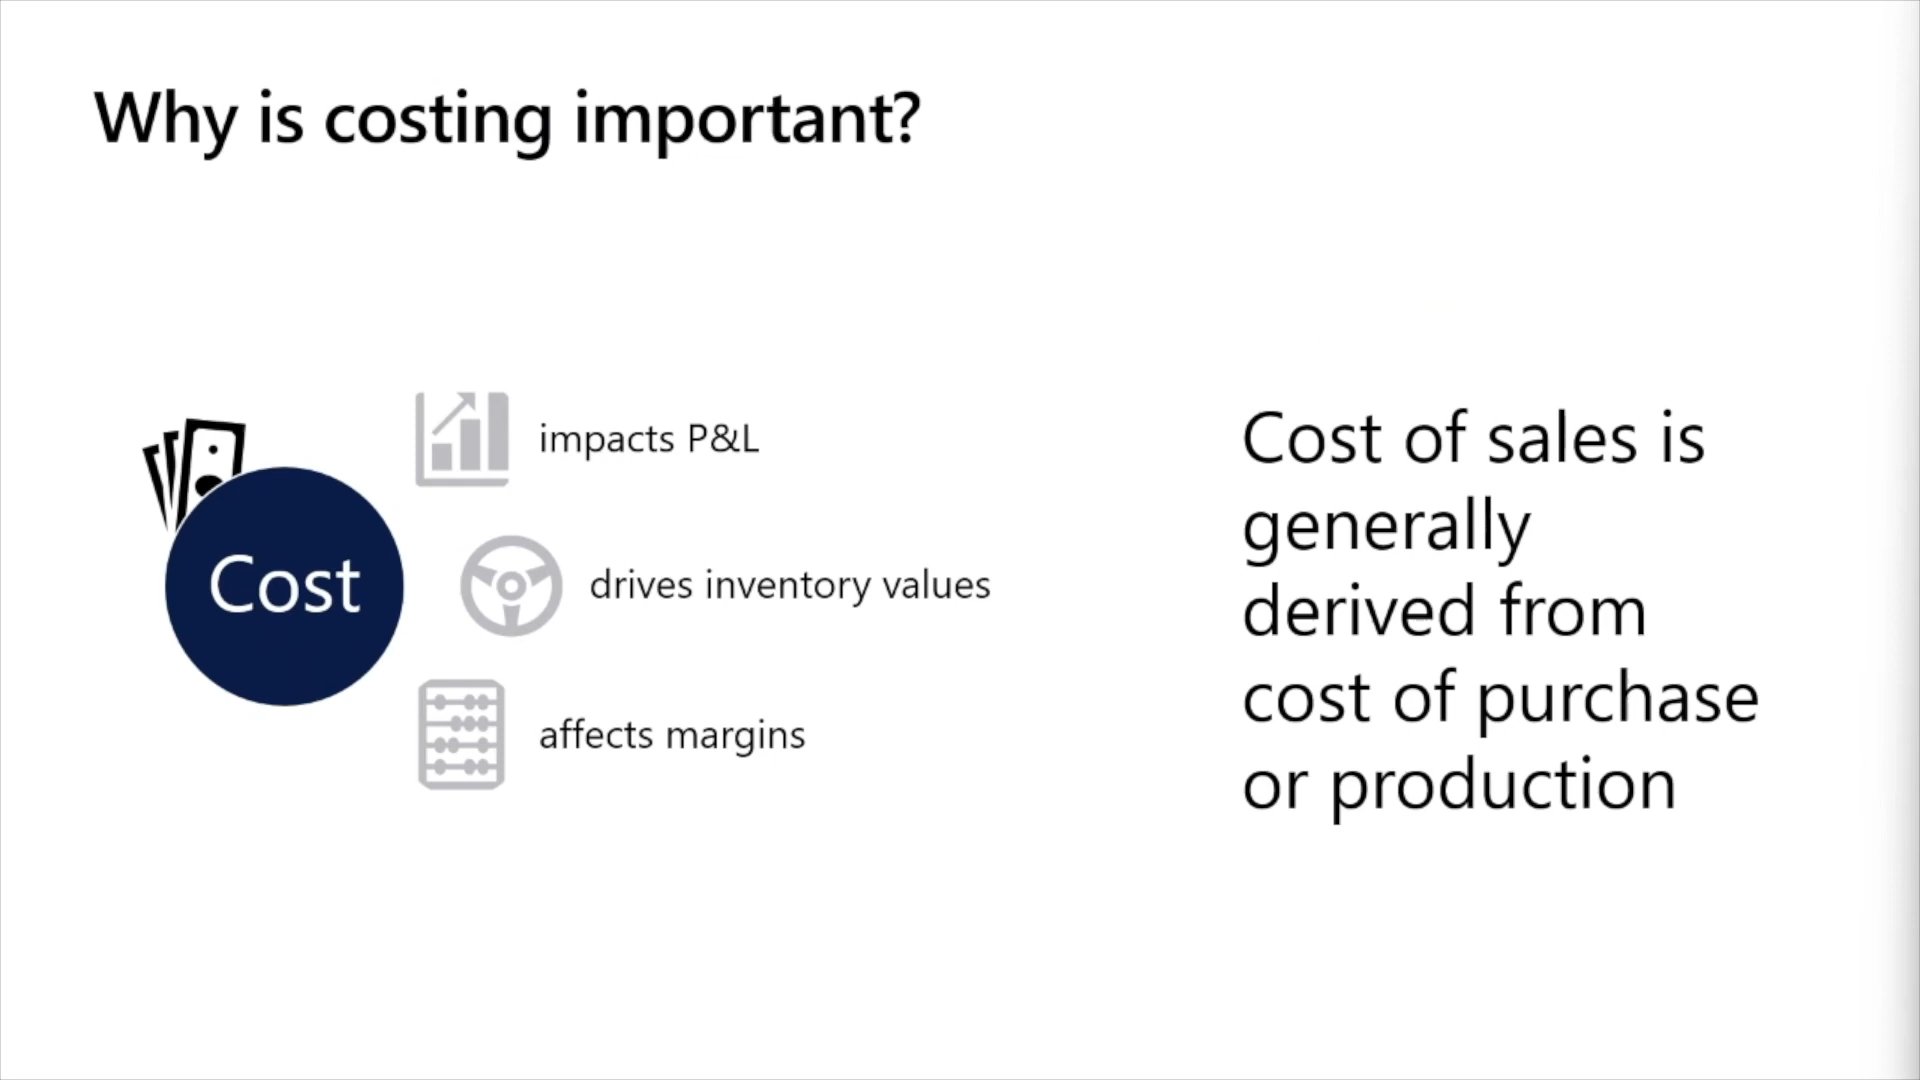 Why is costing important?
impacts P&L
Cost
drives inventory values
affects margins
Cost of sales is
generally
derived from
cost of purchase
or production